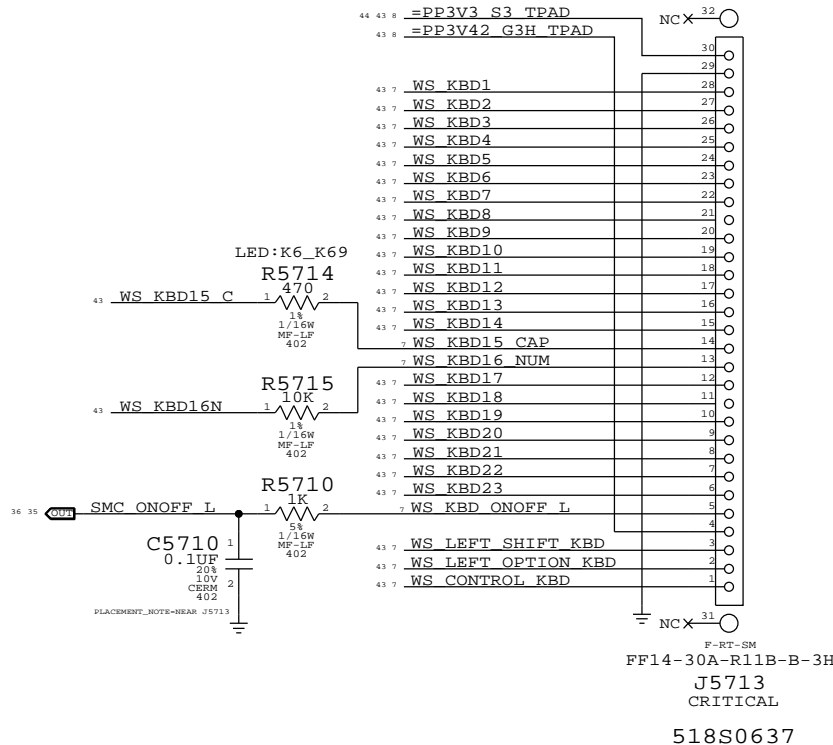 44 43 8 =PP3V3_S3_TPAD
43 8 =PP3V42_G3H_TPAD
NC 32
30
29
43 7 WS_KBD1 28
43 7 WS_KBD2 27
43 7 WS_KBD3 26
43 7 WS_KBD4 25
43 7 WS_KBD5 24
43 7 WS_KBD6 23
43 7 WS_KBD7 22
43 7 WS_KBD8 21
43 7 WS_KBD9 20
43 7 WS_KBD10 19
43 7 WS_KBD11 18
43 7 WS_KBD12 17
43 7 WS_KBD13 16
43 7 WS_KBD14 15
7 WS_KBD15_CAP 14
7 WS_KBD16_NUM 13
43 7 WS_KBD17 12
43 7 WS_KBD18 11
43 7 WS_KBD19 10
43 7 WS_KBD20 9
43 7 WS_KBD21 8
43 7 WS_KBD22 7
43 7 WS_KBD23 6
7 WS_KBD_ONOFF_L 5
4
43 7 WS_LEFT_SHIFT_KBD 3
43 7 WS_LEFT_OPTION_KBD 2
43 7 WS_CONTROL_KBD 1
NC 31
LED:K6_K69
R5714
470
43 WS_KBD15_C 1 2
1%
1/16W
MF-LF
402
R5715
10K
43 WS_KBD16N 1 2
1%
1/16W
MF-LF
402
R5710
1K
36 35 OUT SMC_ONOFF_L 1 2
5%
1/16W
MF-LF
402
C5710 1
0.1UF
20%
10V 2
CERM
402
PLACEMENT_NOTE=NEAR J5713
F-RT-SM
FF14-30A-R11B-B-3H
J5713
CRITICAL
518S0637